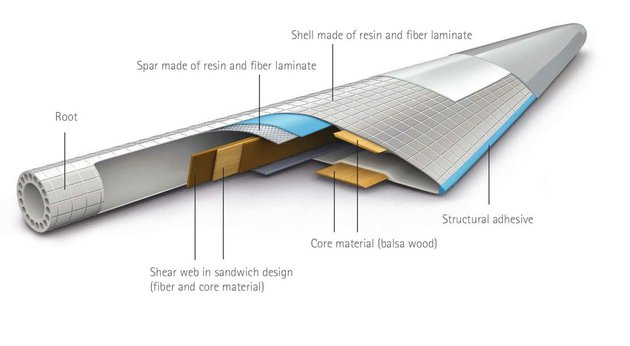 Shell made of resin and fiber laminate
Spar made of resin and fiber laminate
Root
Structural adhesive
Core material (balsa wood)
Shear web in sandwich design
(fiber and core material)